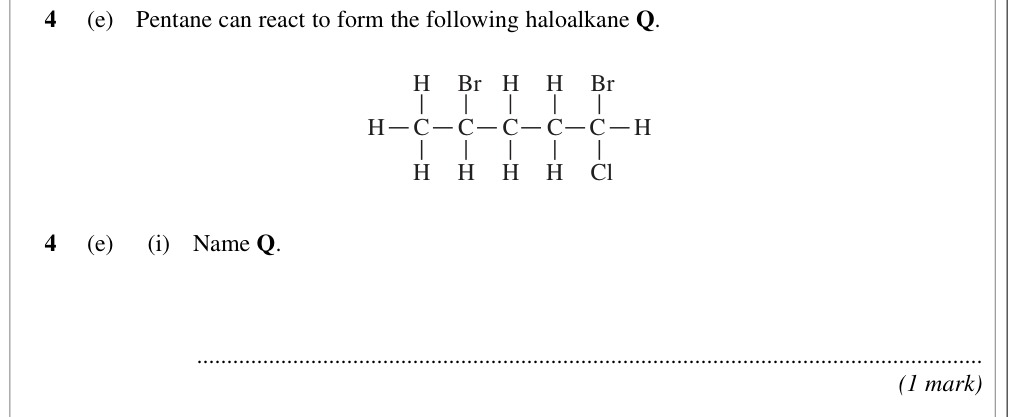 4 (e) Pentane can react to form the following haloalkane Q.
H Br H H Br
H—C—C—C—C—C—H
H H H H Cl
4 (e) (i) Name Q.
....................................................................................................................................
(1 mark)